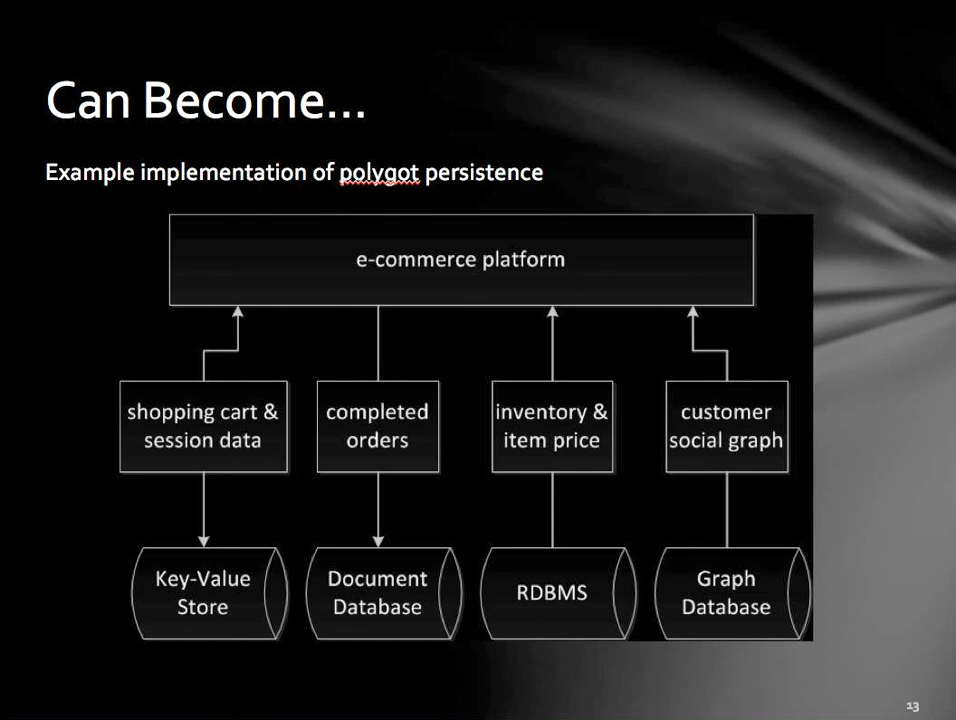 Can Become...
Example implementation of polygot persistence
e-commerce platform
shopping cart &
session data
completed
orders
inventory &
item price
customer
social graph
Key-Value
Store
Document
Database
RDBMS
Graph
Database
13